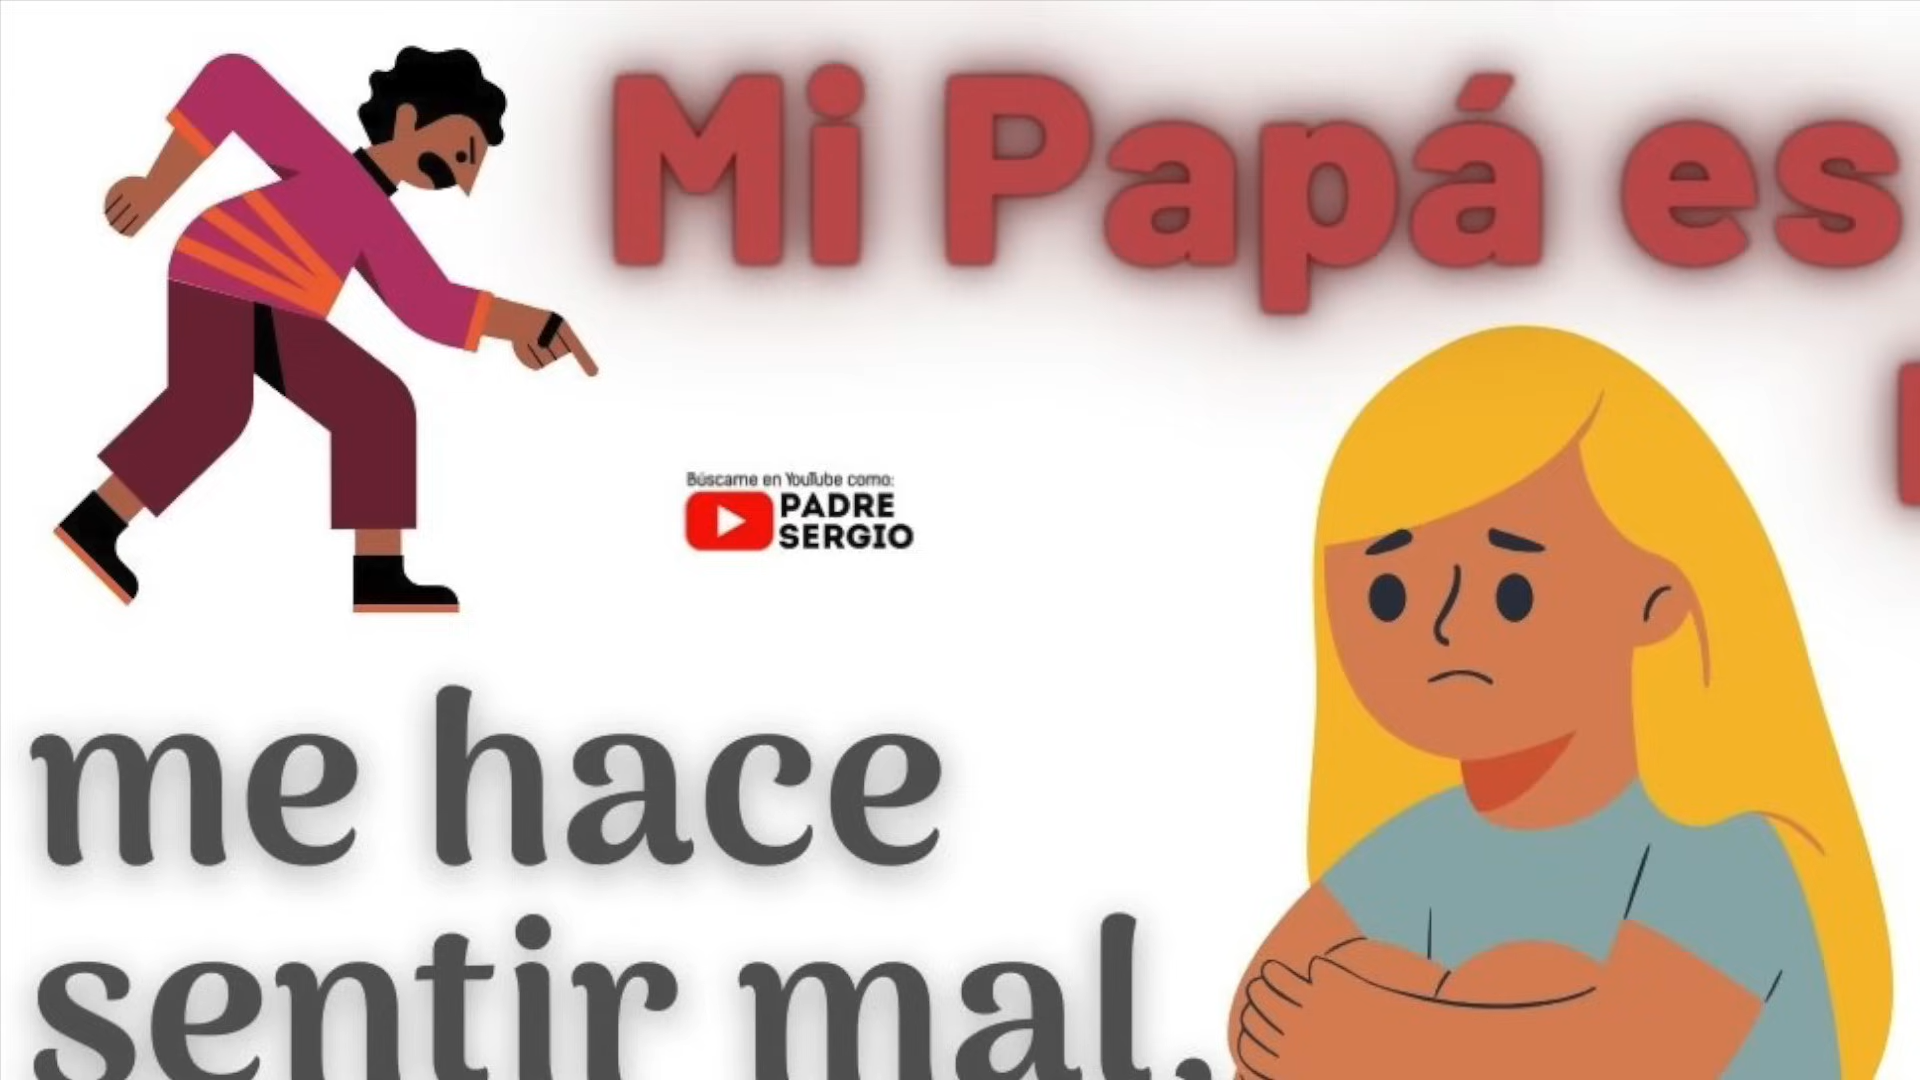 Mi Papá es
Búscame en YouTube como:
PADRE
SERGIO
me hace
sentir mal,